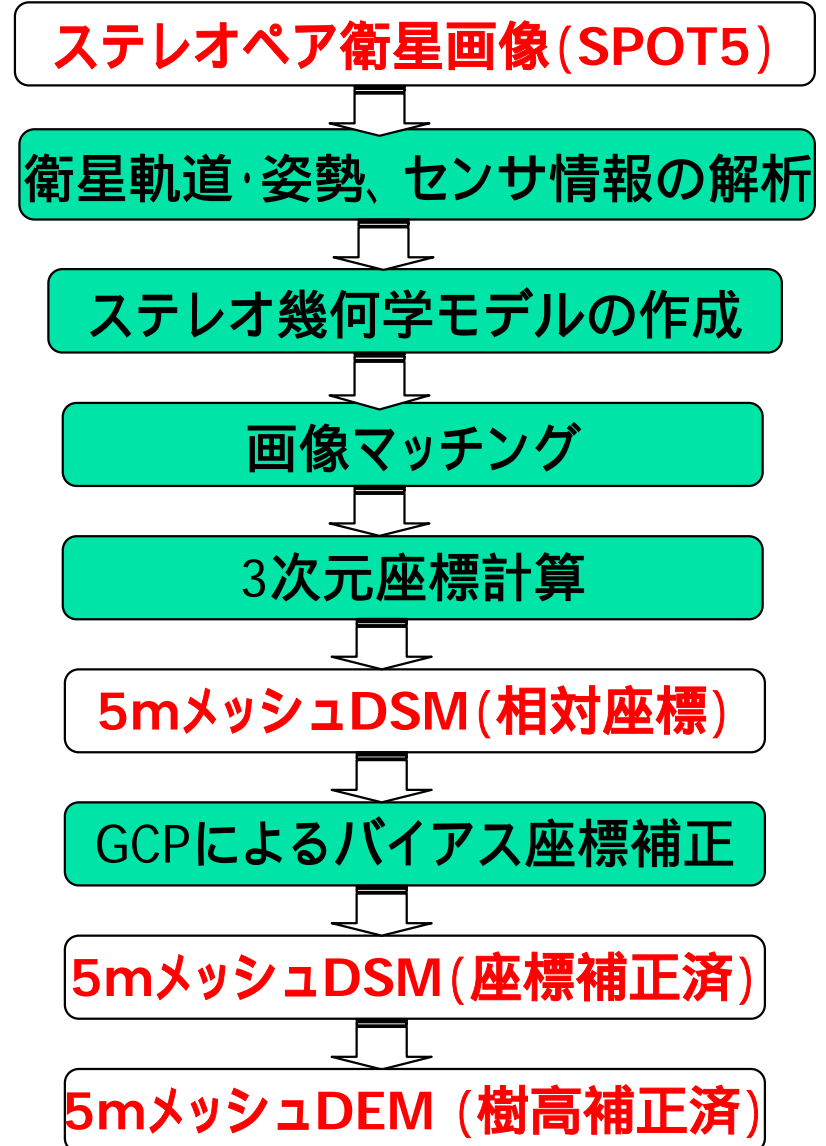 ステレオペア衛星画像(SPOT5)
衛星軌道･姿勢、センサ情報の解析
ステレオ幾何学モデルの作成
画像マッチング
3次元座標計算
5mメッシュDSM(相対座標)
GCPによるバイアス座標補正
5mメッシュDSM(座標補正済)
5mメッシュDEM (樹高補正済)